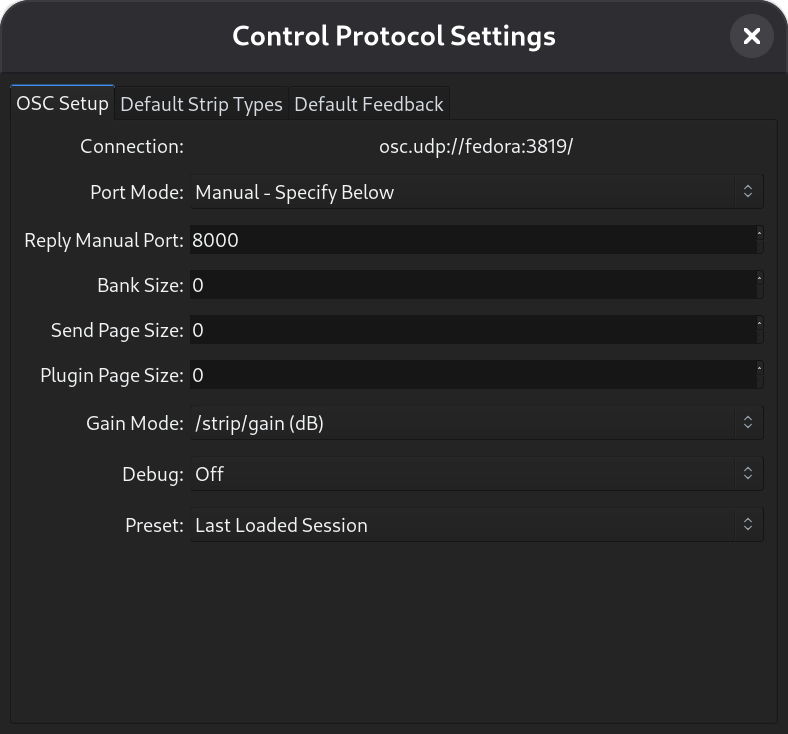 Control Protocol Settings
OSC Setup Default Strip Types Default Feedback
Connection: osc.udp://fedora:3819/
Port Mode: Manual - Specify Below
Reply Manual Port: 8000
Bank Size: 0
Send Page Size: 0
Plugin Page Size: 0
Gain Mode: /strip/gain (dB)
Debug: Off
Preset: Last Loaded Session